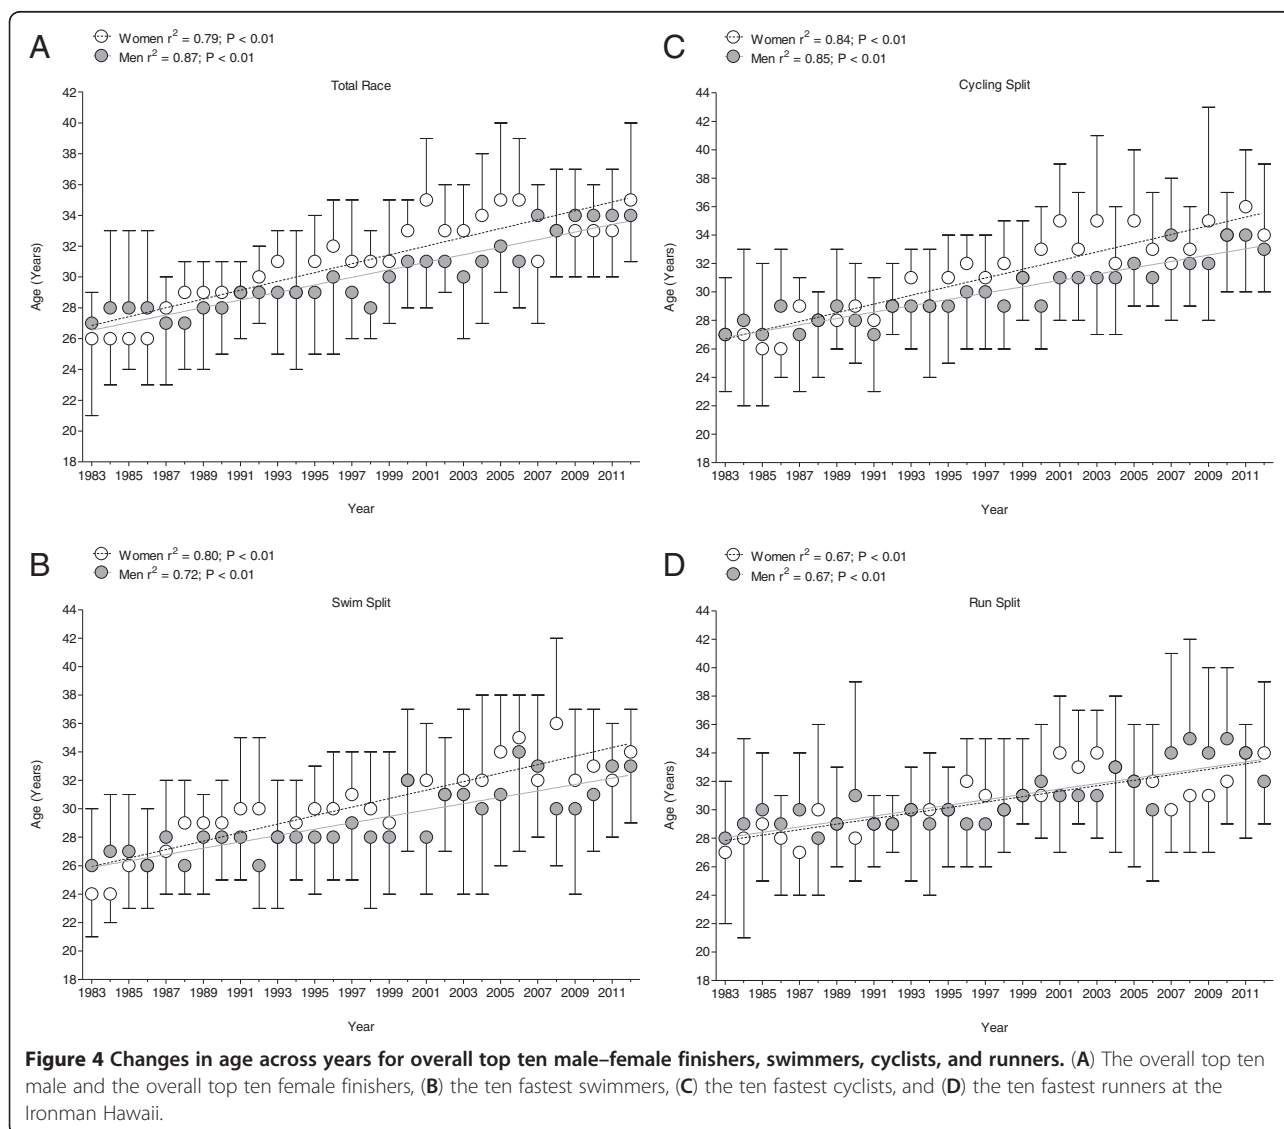 A
Women r² = 0.79; P < 0.01
Men r² = 0.87; P < 0.01
Total Race
42
40
38
36
34
32
30
28
26
24
22
20
18
Age (Years)
1983 1985 1987 1989 1991 1993 1995 1997 1999 2001 2003 2005 2007 2009 2011
Year
C
Women r² = 0.84; P < 0.01
Men r² = 0.85; P < 0.01
Cycling Split
44
42
40
38
36
34
32
30
28
26
24
22
20
18
Age (Years)
1983 1985 1987 1989 1991 1993 1995 1997 1999 2001 2003 2005 2007 2009 2011
Year
B
Women r² = 0.80; P < 0.01
Men r² = 0.72; P < 0.01
Swim Split
44
42
40
38
36
34
32
30
28
26
24
22
20
18
Age (Years)
1983 1985 1987 1989 1991 1993 1995 1997 1999 2001 2003 2005 2007 2009 2011
Year
D
Women r² = 0.67; P < 0.01
Men r² = 0.67; P < 0.01
Run Split
44
42
40
38
36
34
32
30
28
26
24
22
20
18
Age (Years)
1983 1985 1987 1989 1991 1993 1995 1997 1999 2001 2003 2005 2007 2009 2011
Year
Figure 4 Changes in age across years for overall top ten male–female finishers, swimmers, cyclists, and runners. (A) The overall top ten
male and the overall top ten female finishers, (B) the ten fastest swimmers, (C) the ten fastest cyclists, and (D) the ten fastest runners at the
Ironman Hawaii.